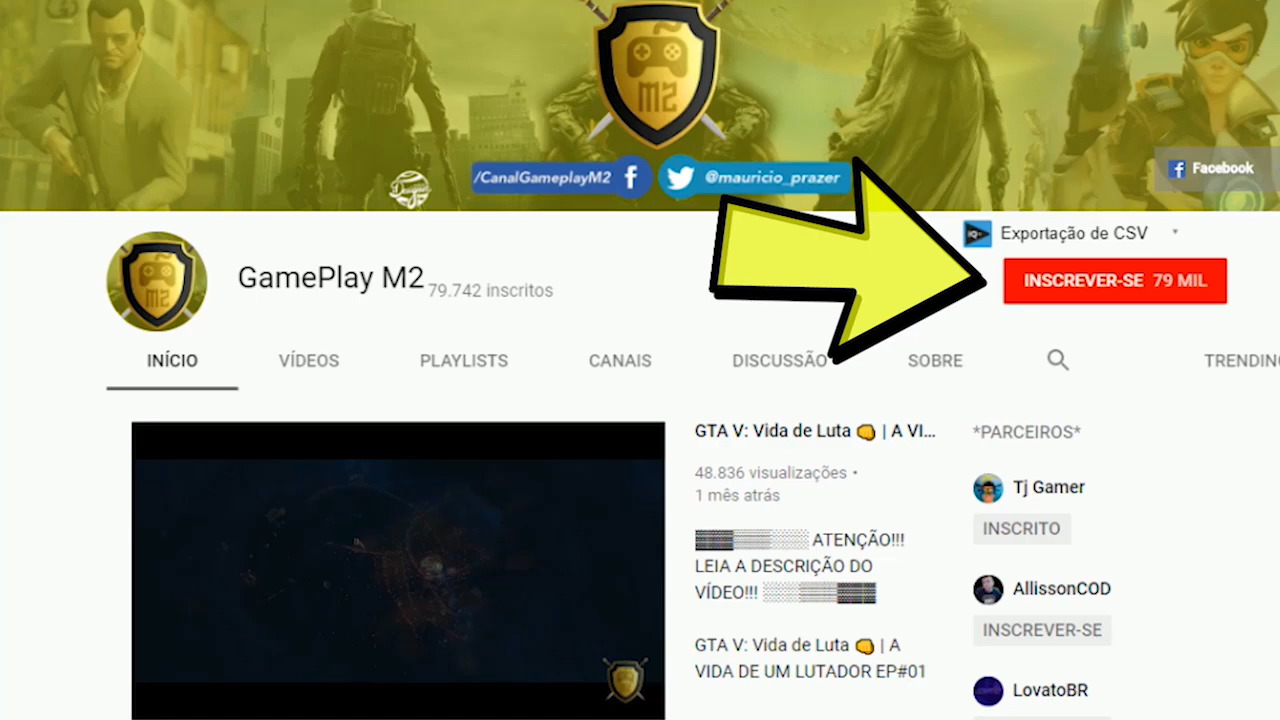 M2
/CanalGameplayM2
@mauricio_prazer
Facebook
Exportação de CSV
M2
GamePlay M2 79.742 inscritos
INSCREVER-SE 79 MIL
INÍCIO VÍDEOS PLAYLISTS CANAIS DISCUSSÃO SOBRE TRENDING
GTA V: Vida de Luta 👊 | A VI...
48.836 visualizações •
1 mês atrás
▓▓▓▒▒▒░░░ ATENÇÃO!!!
LEIA A DESCRIÇÃO DO
VÍDEO!!! ░░░▒▒▒▓▓▓
GTA V: Vida de Luta 👊 | A
VIDA DE UM LUTADOR EP#01
*PARCEIROS*
Tj Gamer
INSCRITO
AllissonCOD
INSCREVER-SE
LovatoBR